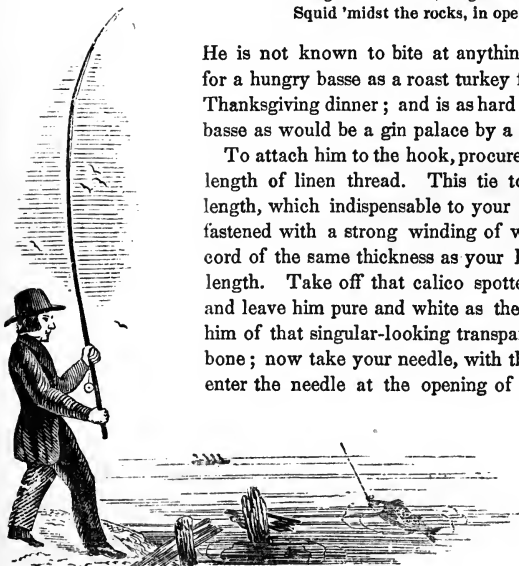 Squid ’midst the rocks, in ope
He is not known to bite at anythin
for a hungry basse as a roast turkey
Thanksgiving dinner ; and is as hard
basse as would be a gin palace by a
To attach him to the hook, procure
length of linen thread. This tie to
length, which indispensable to your
fastened with a strong winding of w
cord of the same thickness as your
length. Take off that calico spotte
and leave him pure and white as the
him of that singular-looking transpa
bone ; now take your needle, with th
enter the needle at the opening of